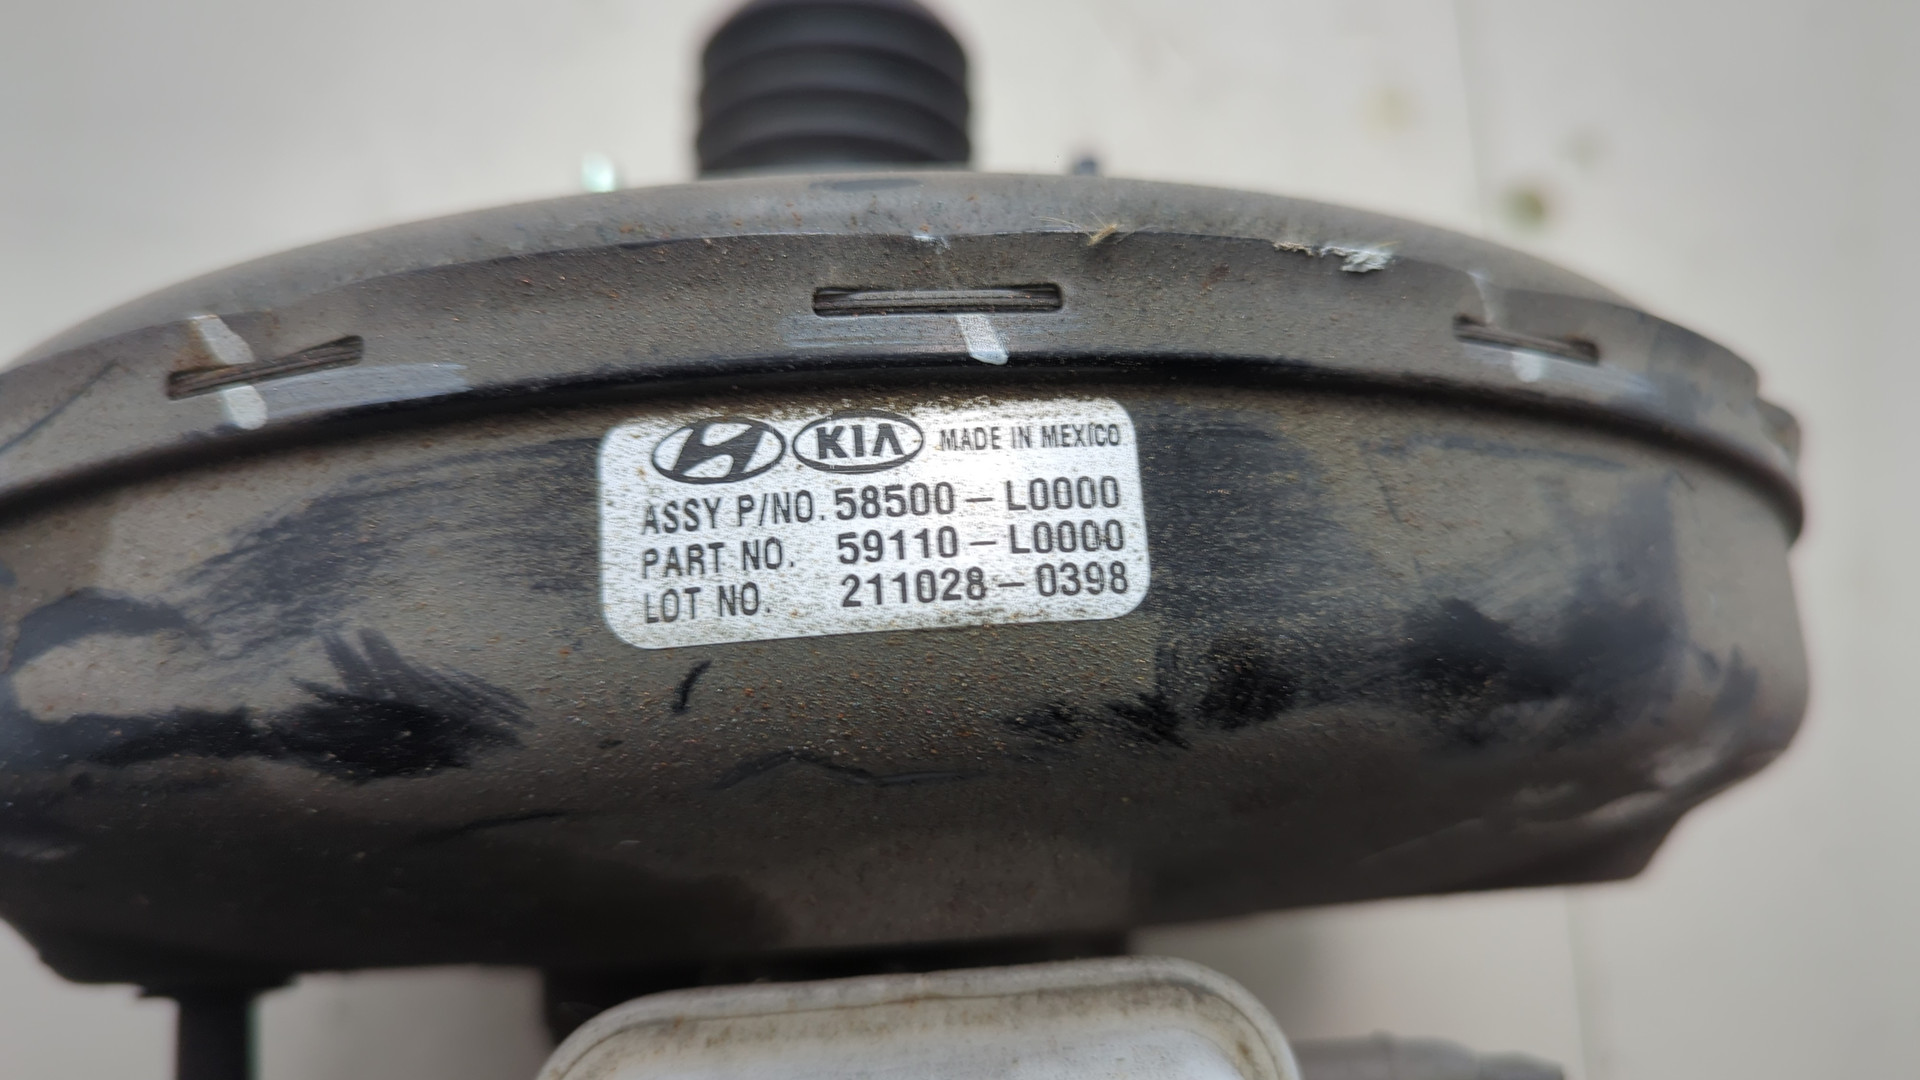 KIA MADE IN MEXICO
ASSY P/NO. 58500-L0000
PART NO. 59110-L0000
LOT NO. 211028-0398